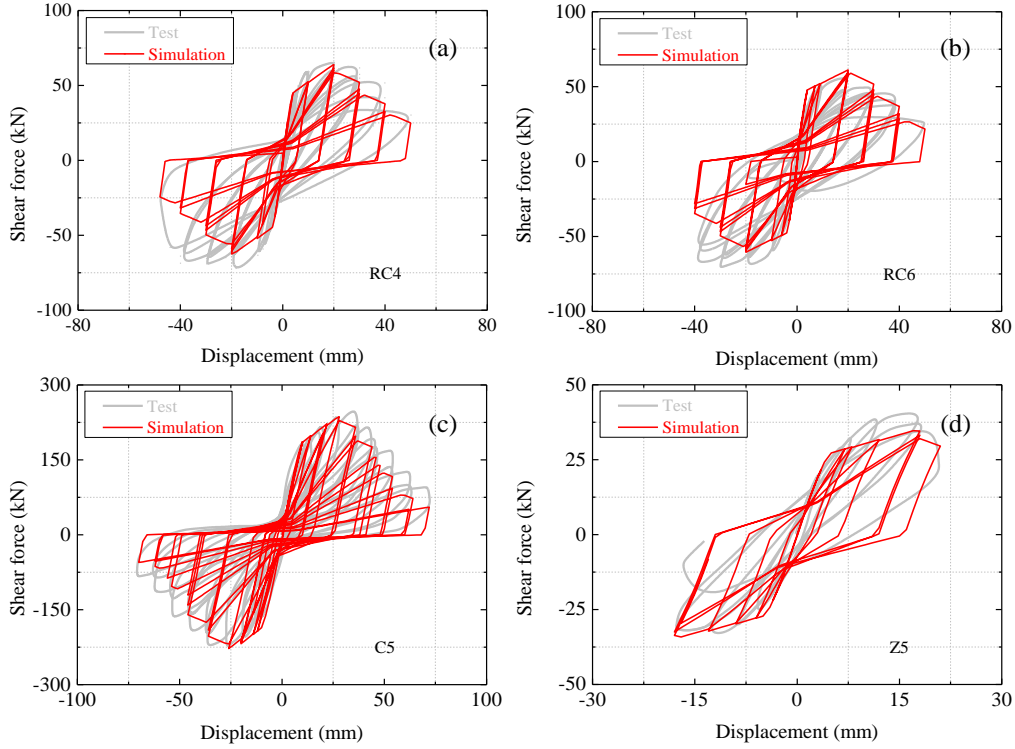 Test
Simulation
(a)
100
50
0
-50
-100
Shear force (kN)
RC4
-80
-40
0
40
80
Displacement (mm)
Test
Simulation
(b)
100
50
0
-50
-100
Shear force (kN)
RC6
-80
-40
0
40
80
Displacement (mm)
Test
Simulation
(c)
300
150
0
-150
-300
Shear force (kN)
C5
-100
-50
0
50
100
Displacement (mm)
Test
Simulation
(d)
50
25
0
-25
-50
Shear force (kN)
Z5
-30
-15
0
15
30
Displacement (mm)